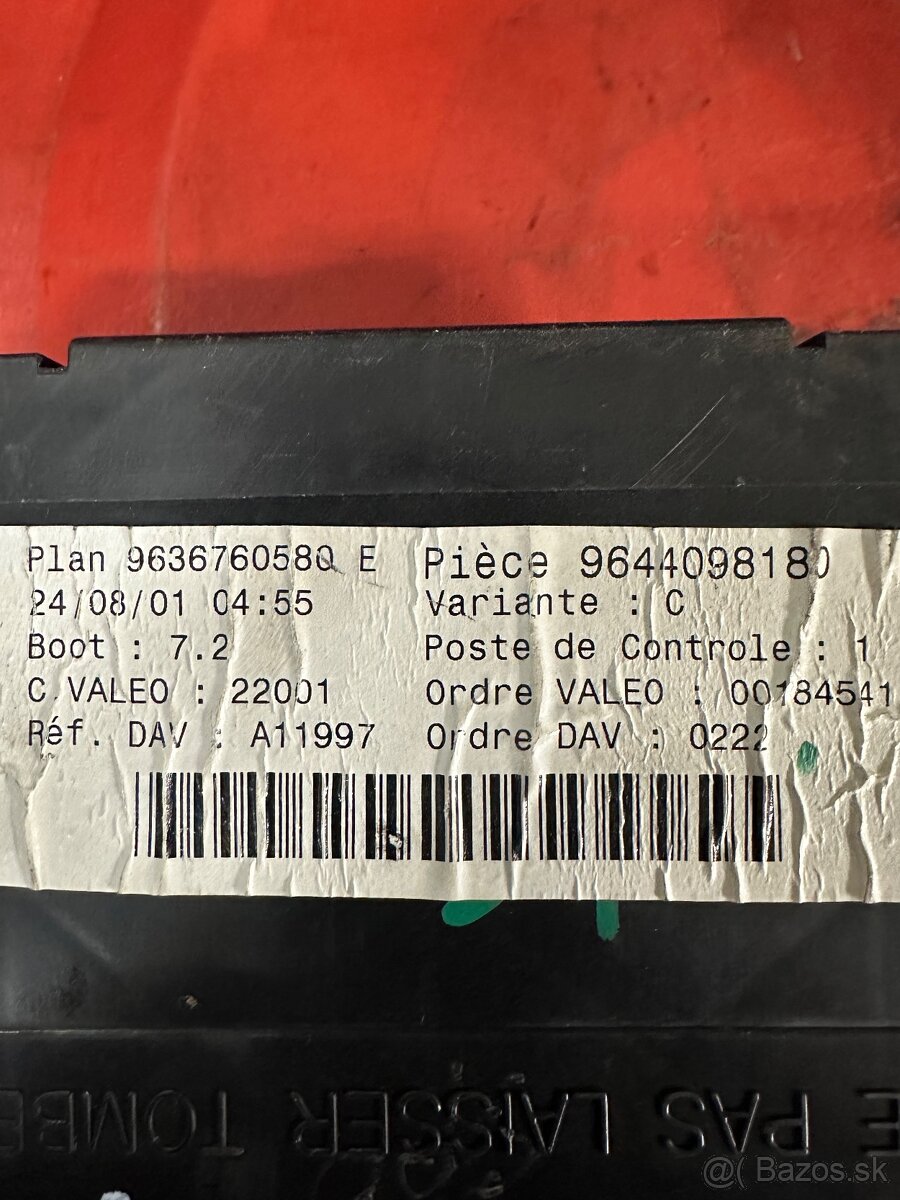 Plan 9636760580 E Pièce 9644098180
24/08/01 04:55 Variante : C
Boot : 7.2 Poste de Controle : 1
C.VALEO : 22001 Ordre VALEO : 00184541
Réf. DAV : A11997 Ordre DAV : 0222
E PAS LAISSER TOMBE
@( Bazos.sk